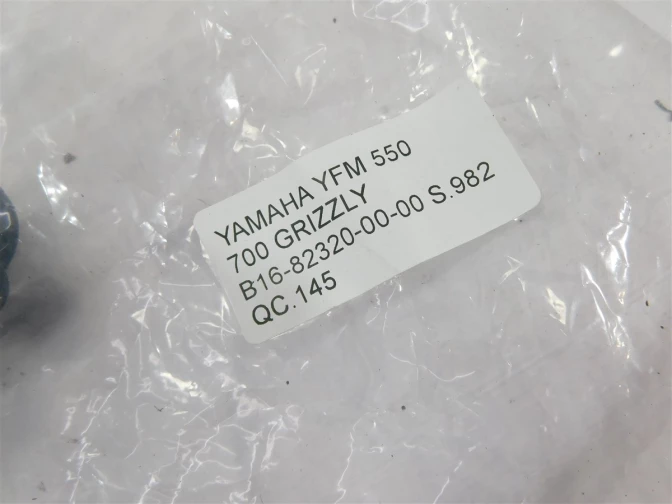 YAMAHA YFM 550
700 GRIZZLY
B16-82320-00-00 S.982
QC.145